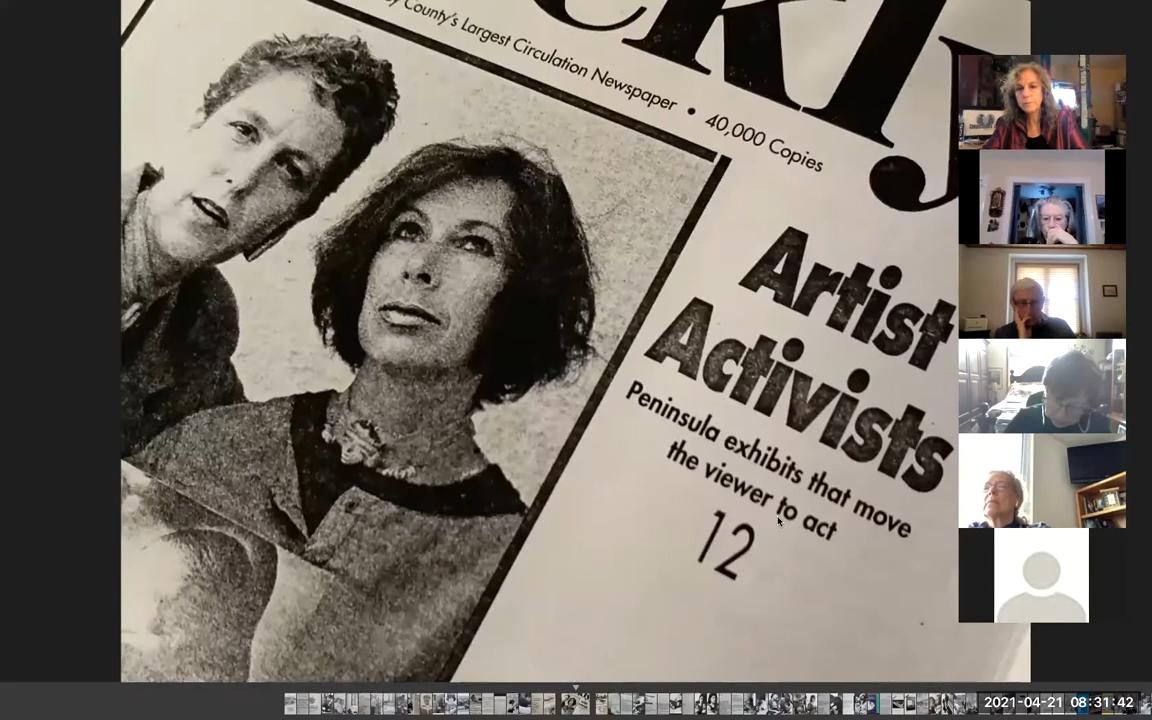 County's Largest Circulation Newspaper • 40,000 Copies
Artist
Activists
Peninsula exhibits that move
the viewer to act
12
2021-04-21 08:31:42